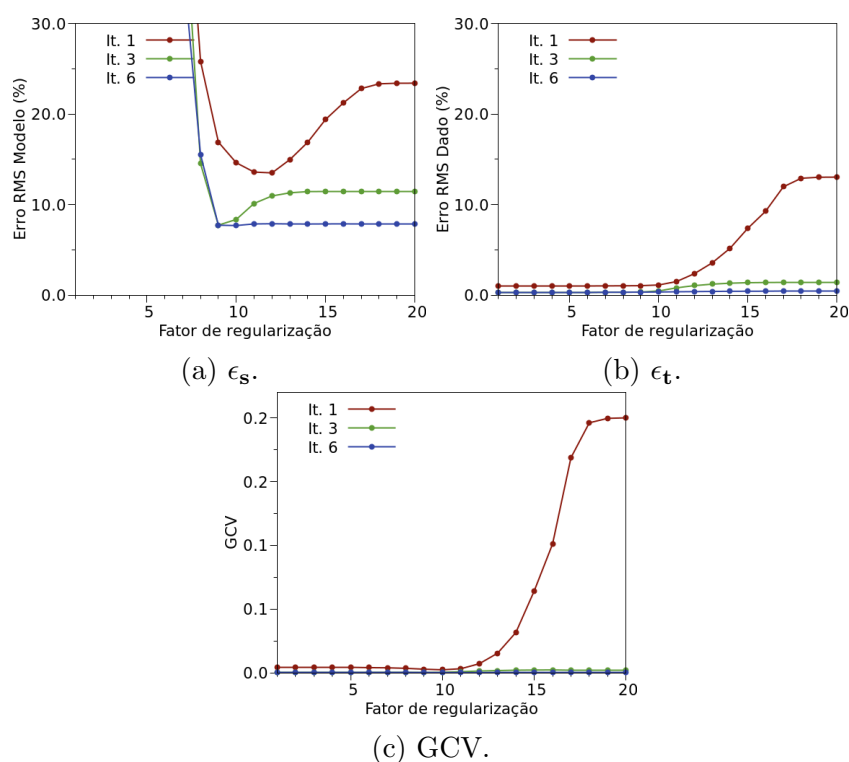 30.0
20.0
10.0
0.0
Erro RMS Modelo (%)
It. 1
It. 3
It. 6
5
10
15
20
Fator de regularização
(a) ϵs.
30.0
20.0
10.0
0.0
Erro RMS Dado (%)
It. 1
It. 3
It. 6
5
10
15
20
Fator de regularização
(b) ϵt.
0.2
0.2
0.1
0.1
0.0
GCV
It. 1
It. 3
It. 6
5
10
15
20
Fator de regularização
(c) GCV.